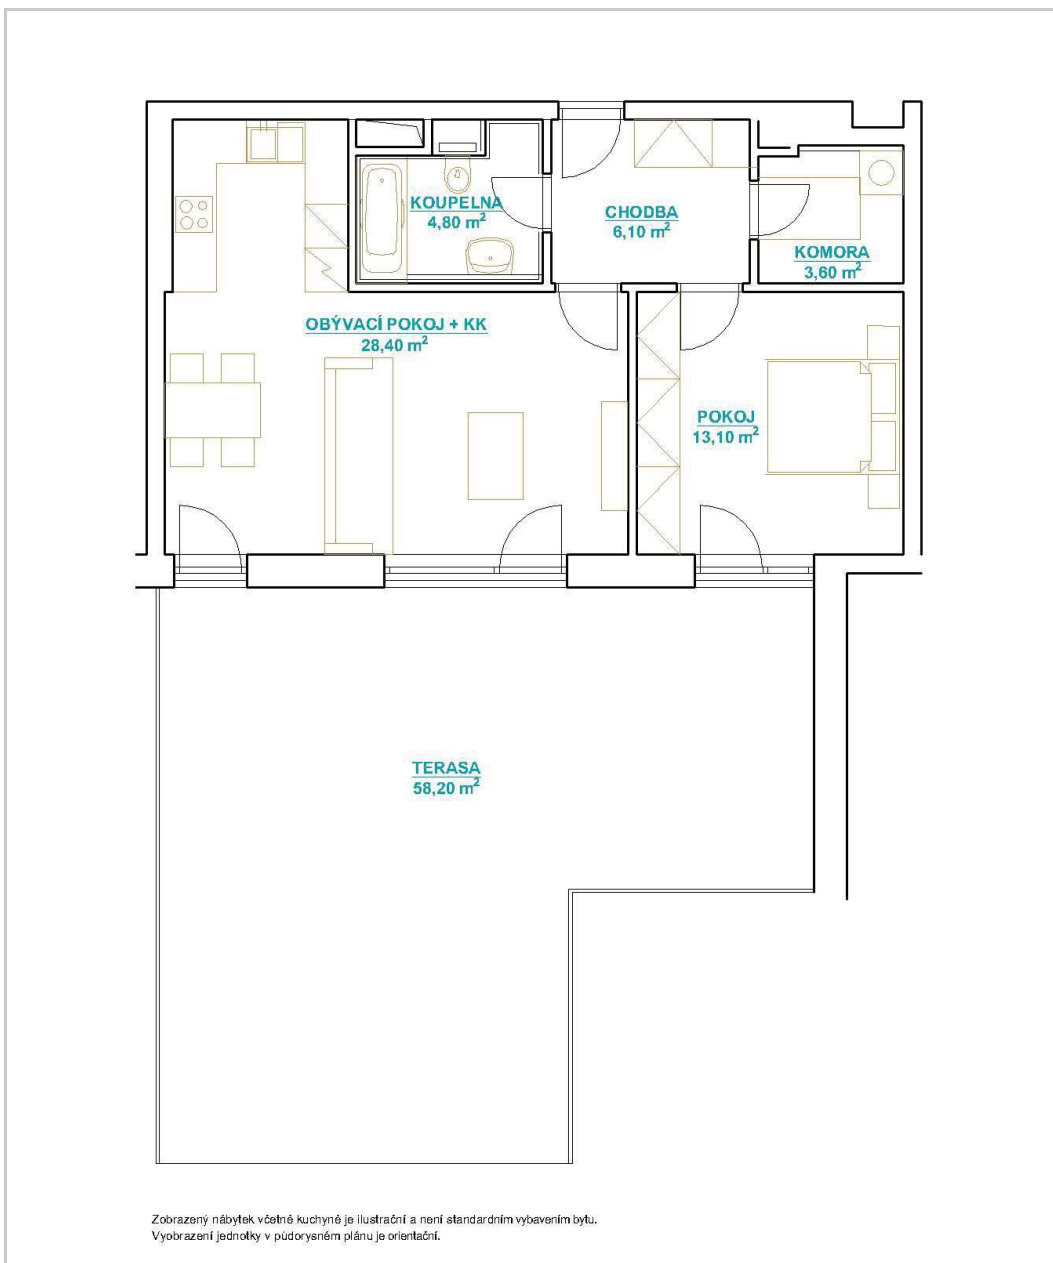 KOUPELNA
4,80 m²
CHODBA
6,10 m²
KOMORA
3,60 m²
OBÝVACÍ POKOJ + KK
28,40 m²
POKOJ
13,10 m²
TERASA
58,20 m²
Zobrazený nábytek včetně kuchyně je ilustrační a není standardním vybavením bytu.
Vyobrazení jednotky v půdorysném plánu je orientační.